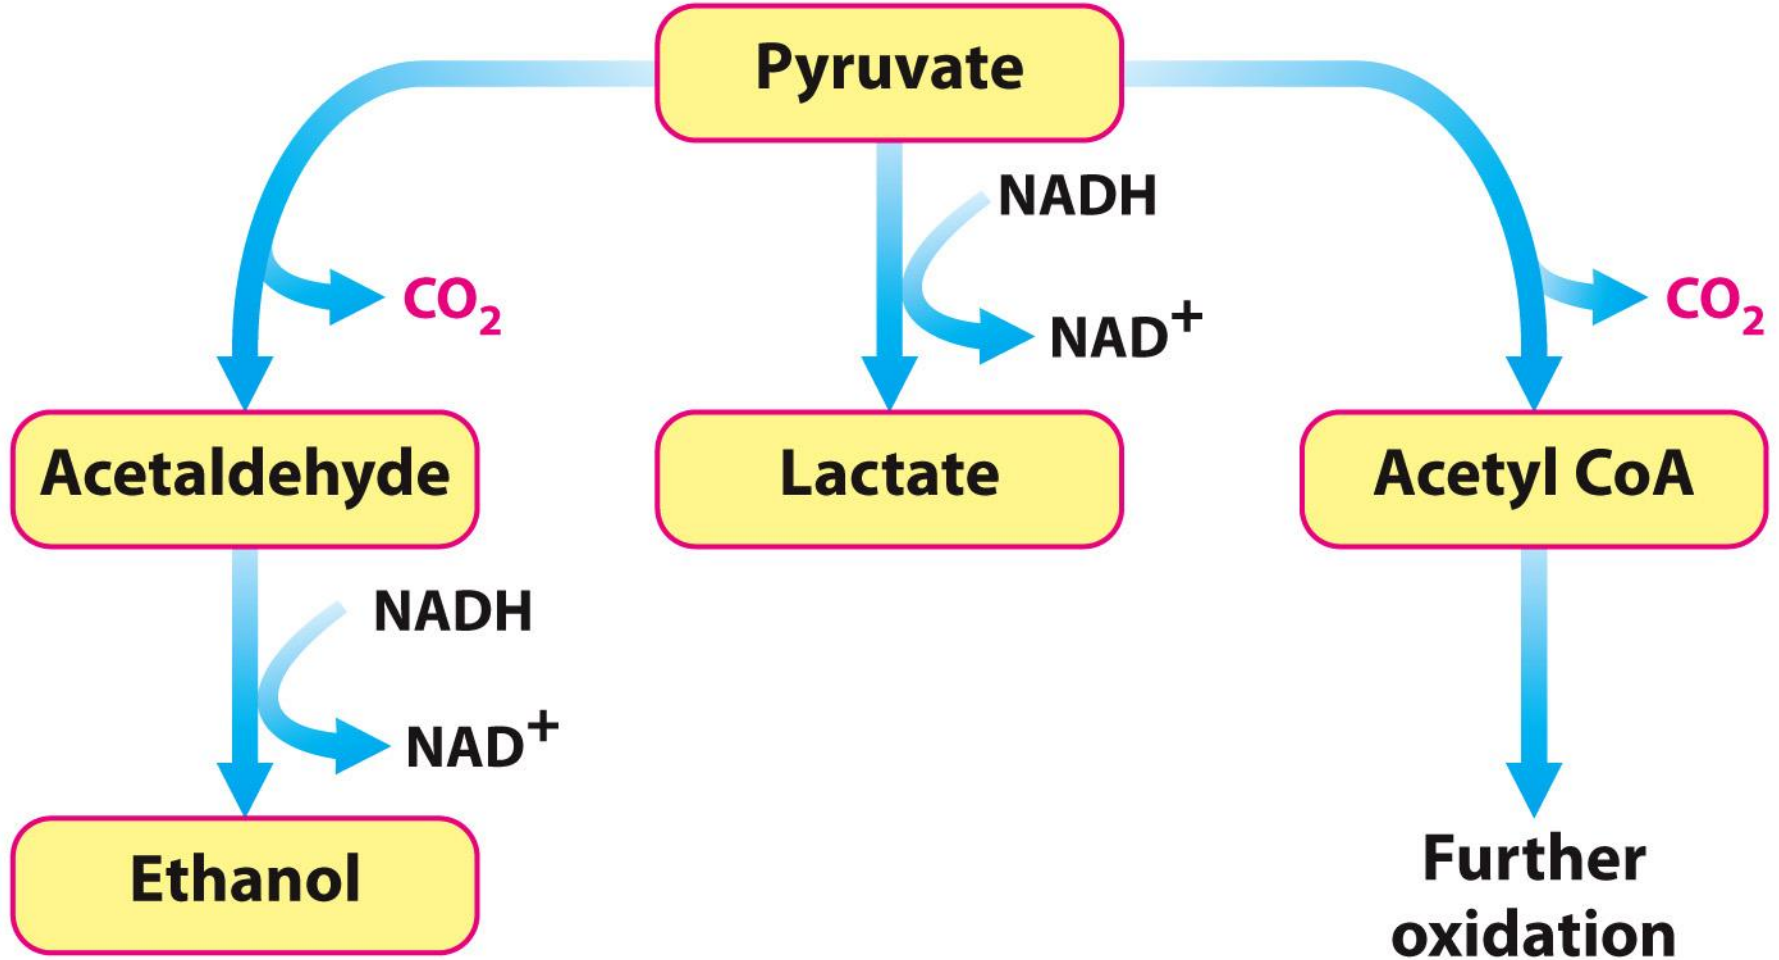 Pyruvate
NADH
CO₂
CO₂
NAD⁺
Acetaldehyde
Lactate
Acetyl CoA
NADH
NAD⁺
Ethanol
Further
oxidation